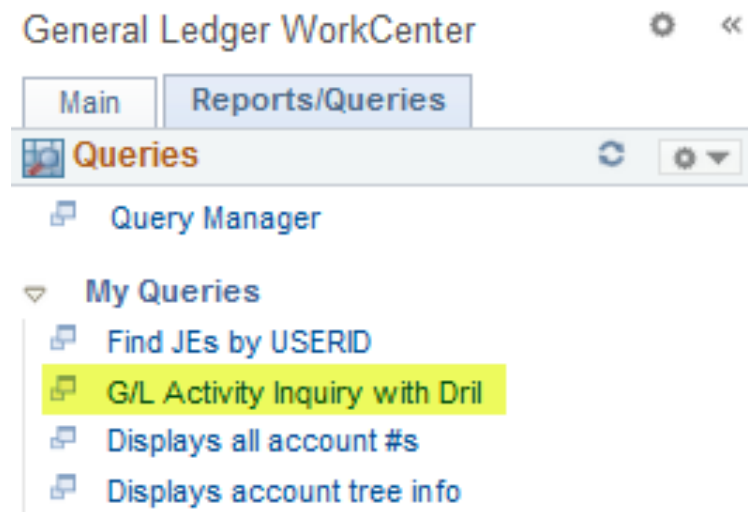 General Ledger WorkCenter
Main Reports/Queries
Queries
Query Manager
My Queries
Find JEs by USERID
G/L Activity Inquiry with Dril
Displays all account #s
Displays account tree info